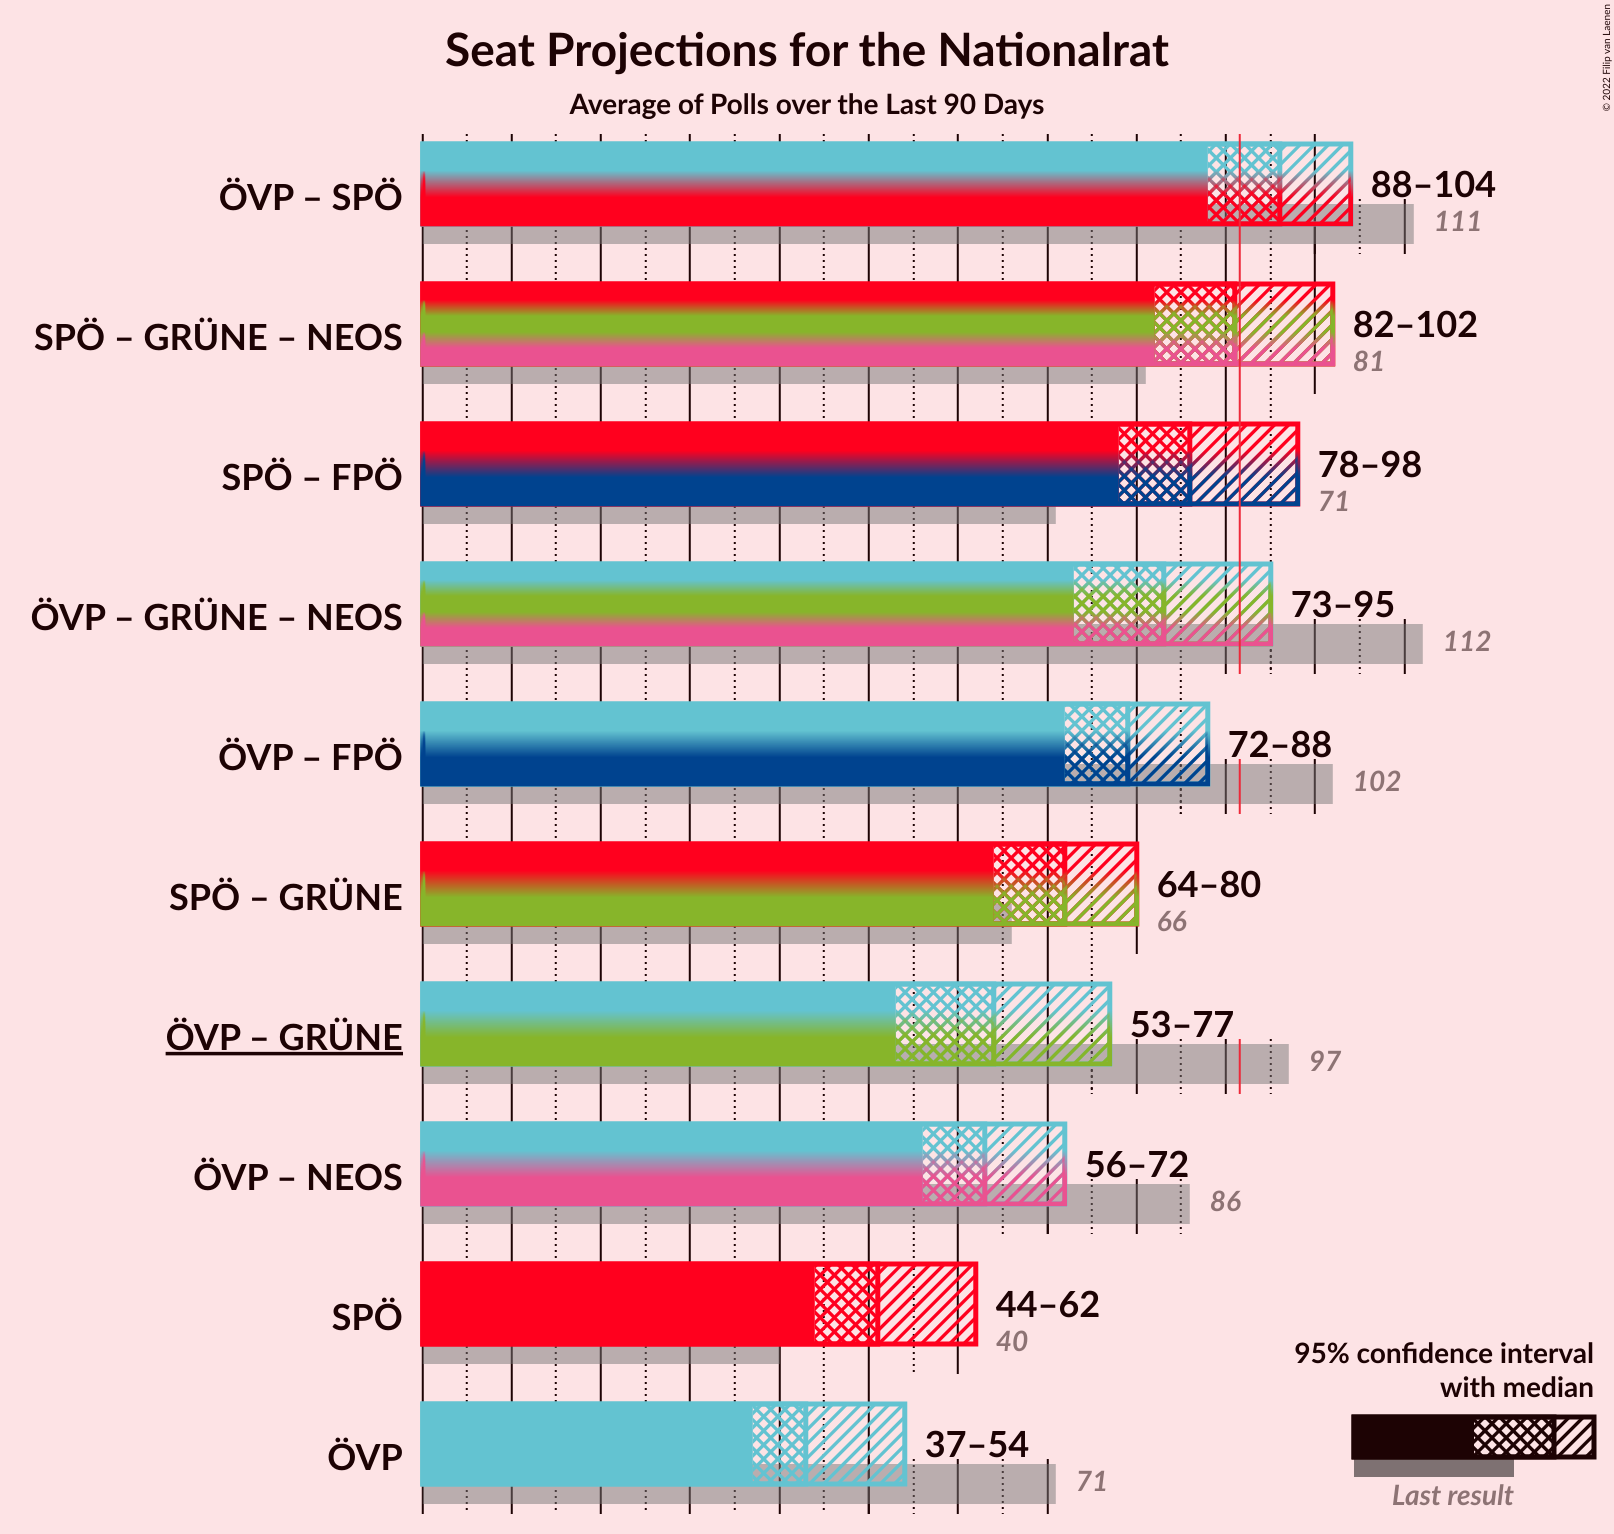 Seat Projections for the Nationalrat
Average of Polls over the Last 90 Days
© 2022 Filip van Laenen
ÖVP – SPÖ
88–104
111
SPÖ – GRÜNE – NEOS
82–102
81
SPÖ – FPÖ
78–98
71
ÖVP – GRÜNE – NEOS
73–95
112
ÖVP – FPÖ
72–88
102
SPÖ – GRÜNE
64–80
66
ÖVP – GRÜNE
53–77
97
ÖVP – NEOS
56–72
86
SPÖ
44–62
40
ÖVP
37–54
71
95% confidence interval
with median
Last result